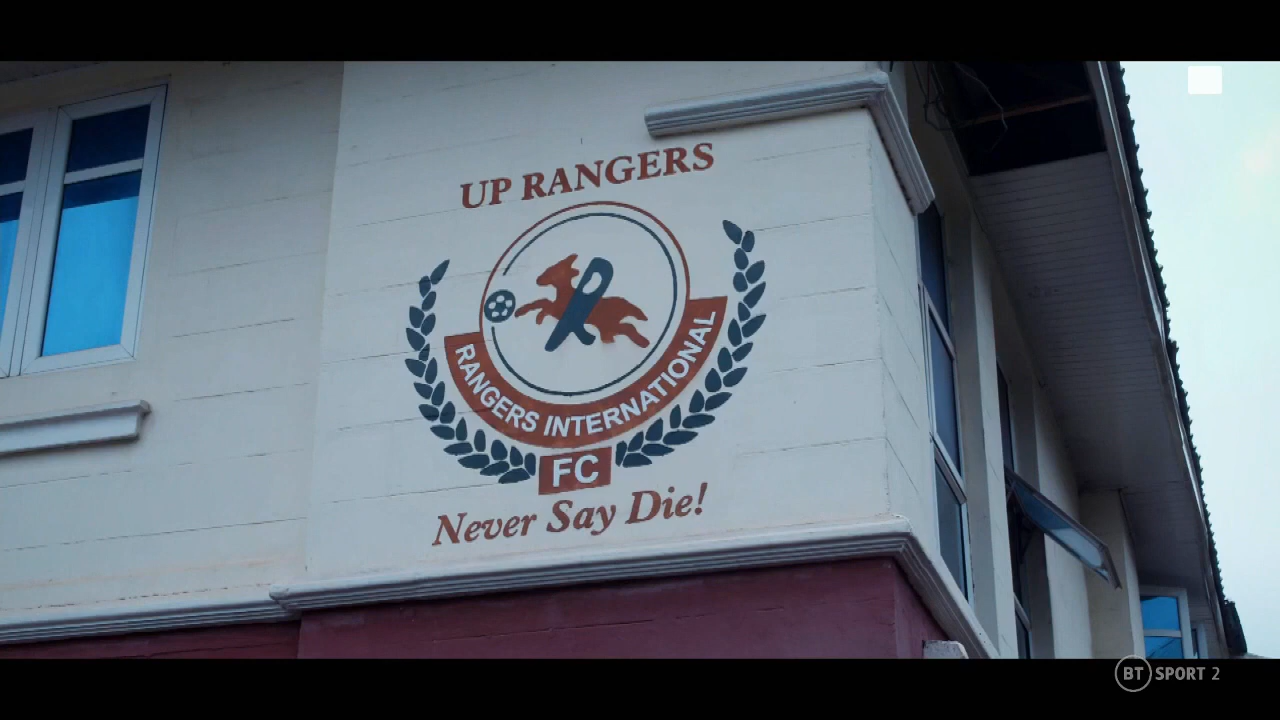 UP RANGERS
RANGERS INTERNATIONAL
FC
Never Say Die!
BT SPORT 2